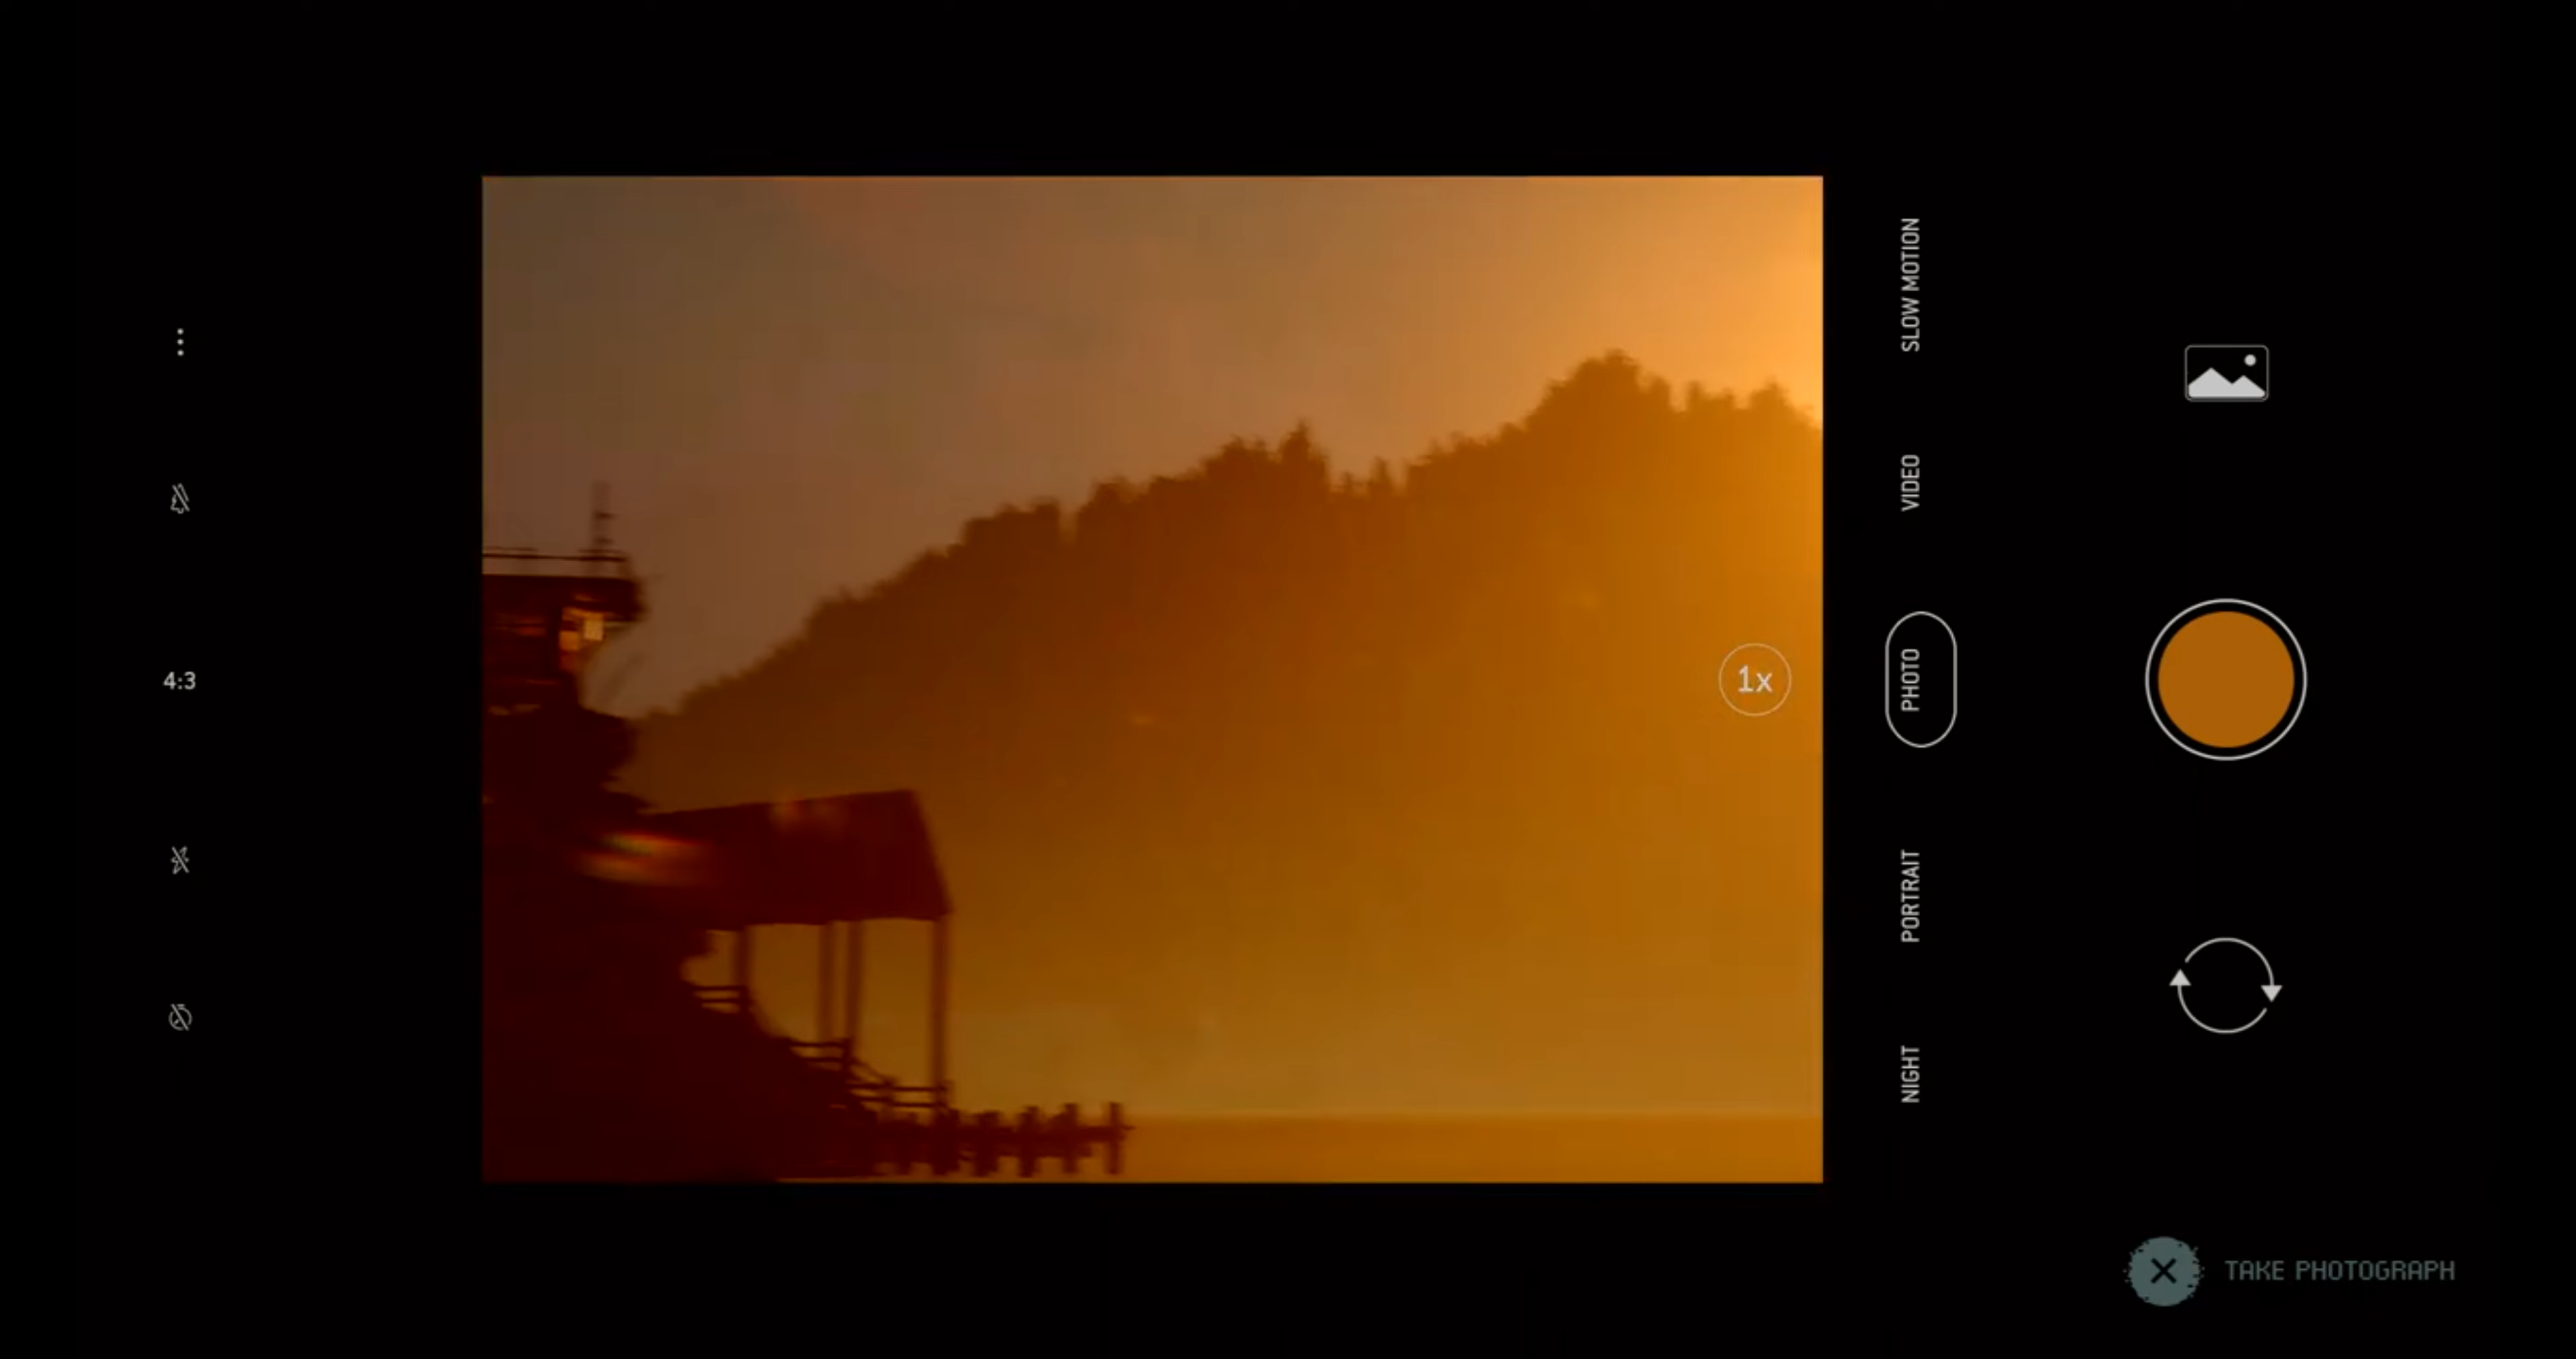 SLOW MOTION
VIDEO
4:3
1x
PHOTO
PORTRAIT
NIGHT
TAKE PHOTOGRAPH